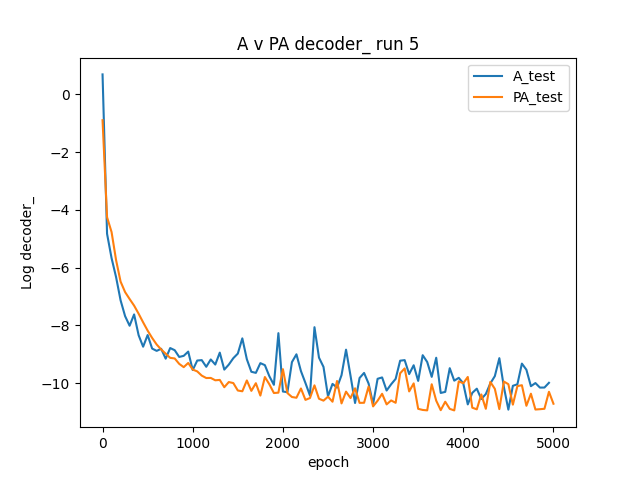 A v PA decoder_ run 5
A_test
PA_test
Log decoder_
0
−2
−4
−6
−8
−10
0 1000 2000 3000 4000 5000
epoch